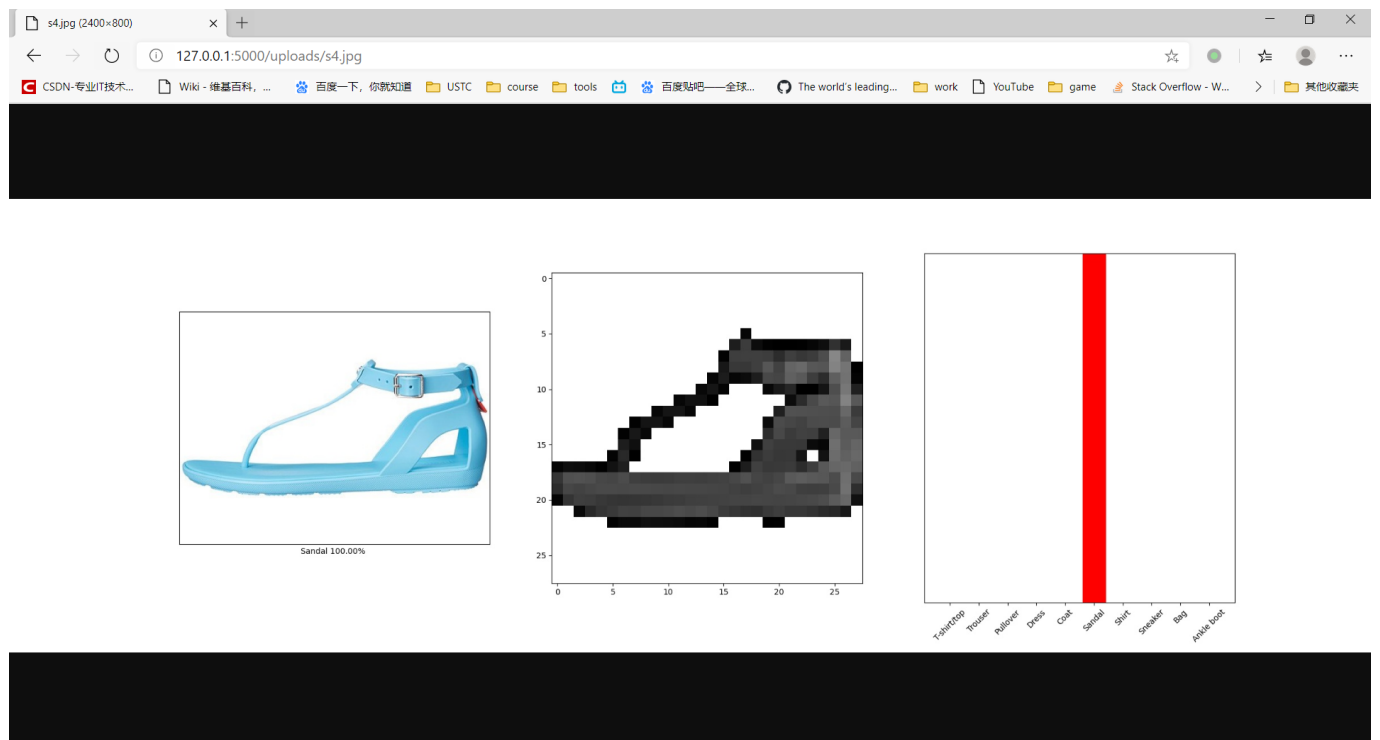 s4.jpg (2400×800)
127.0.0.1:5000/uploads/s4.jpg
CSDN-专业IT技术... Wiki - 维基百科，... 百度一下，你就知道 USTC course tools 百度贴吧——全球... The world's leading... work YouTube game Stack Overflow - W... 其他收藏夹
Sandal 100.00%
0
5
10
15
20
25
0 5 10 15 20 25
T-shirt/top Trouser Pullover Dress Coat Sandal Shirt Sneaker Bag Ankle boot